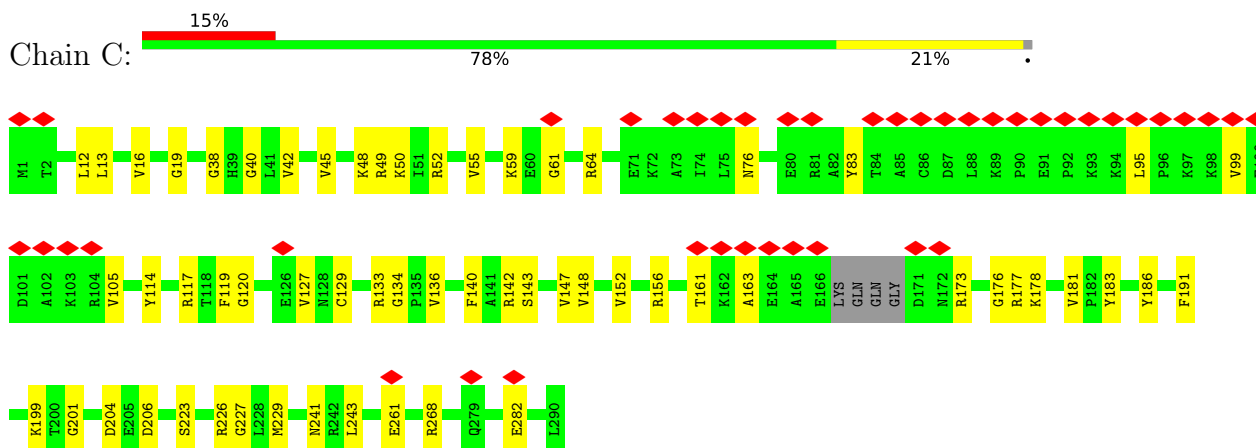 15%
Chain C:
78% 21% •
M1 T2 L12 L13 V16 G19 G38 H39 G40 L41 V42 V45 K48 R49 K50 I51 R52 V55 K59 E60 G61 R64 E71 K72 A73 I74 L75 N76 E80 R81 A82 Y83 T84 A85 C86 D87 L88 K89 P90 E91 P92 K93 K94 L95 P96 K97 K98 V99
D101 A102 K103 R104 V105 Y114 R117 T118 F119 G120 E126 V127 N128 C129 R133 G134 P135 V136 F140 A141 R142 S143 V147 V148 V152 R156 T161 K162 A163 E164 A165 E166 LYS GLN GLN GLY D171 N172 R173 G176 R177 K178 V181 P182 Y183 Y186 F191
K199 T200 G201 D204 E205 D206 S223 R226 G227 L228 M229 N241 R242 L243 E261 R268 Q279 E282 L290